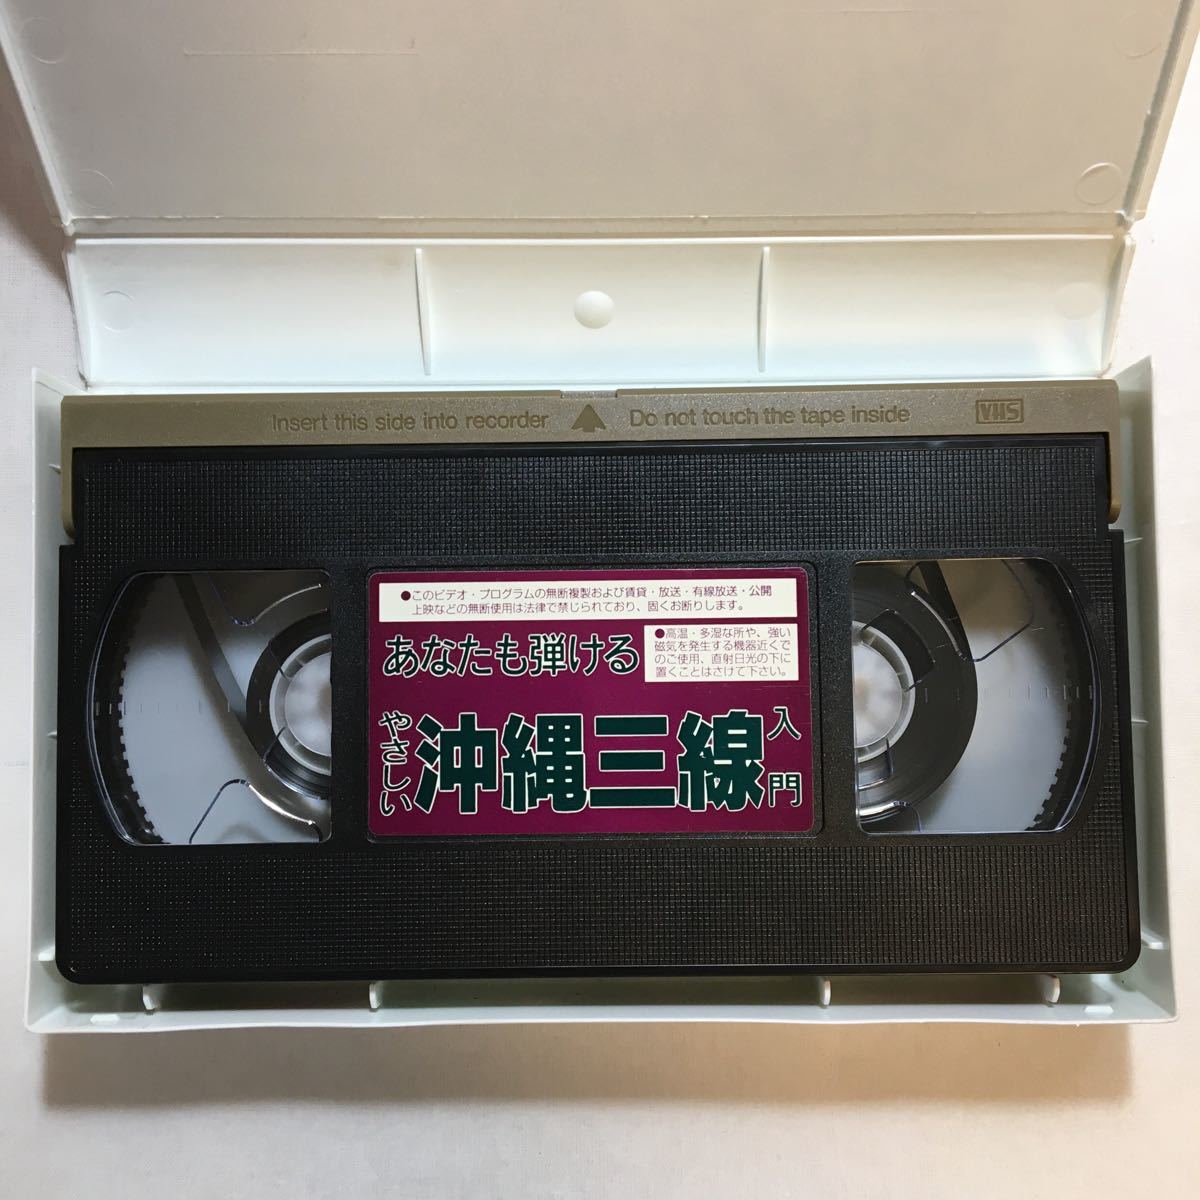 Insert this side into recorder
Do not touch the tape inside
VHS
●このビデオ・プログラムの無断複製および賃貸・放送・有線放送・公開
上映などの無断使用は法律で禁じられており、固くお断りします。
あなたも弾ける
●高温・多湿な所や、強い
磁気を発生する機器近くで
のご使用、直射日光の下に
置くことはさけて下さい。
やさしい
沖縄三線
入門